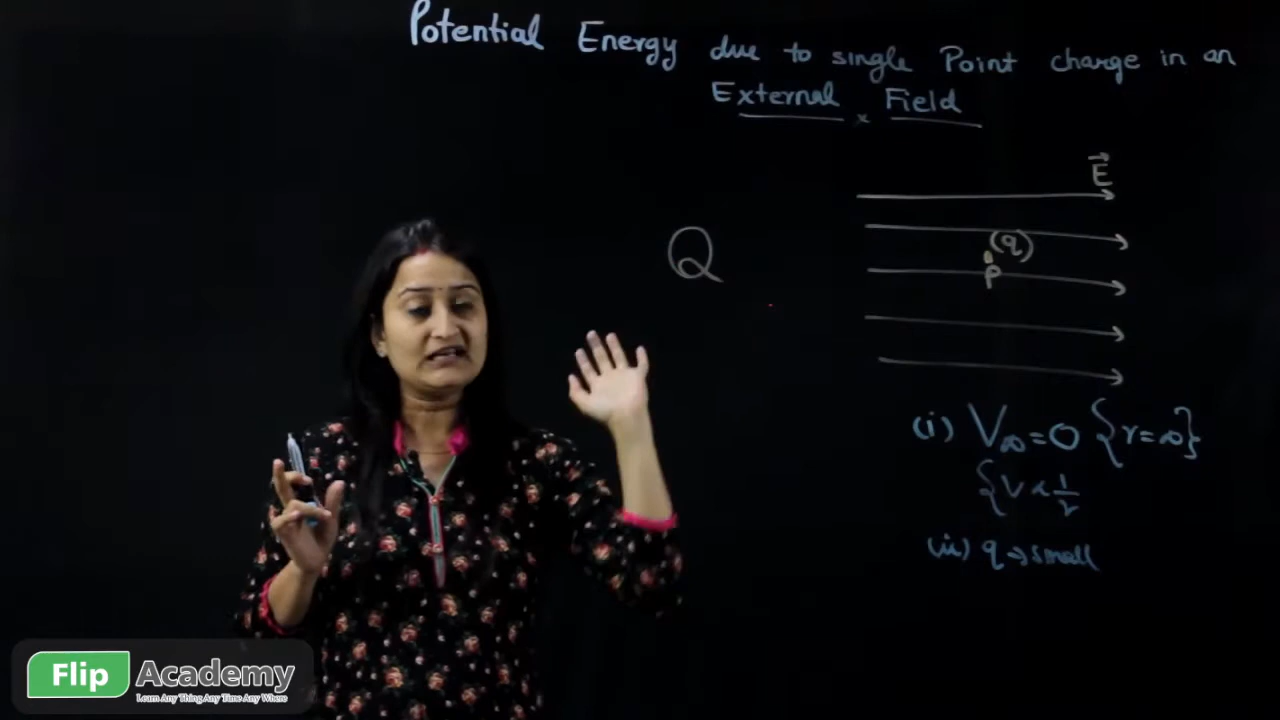 Potential Energy due to single Point charge in an
External Field
E
Q
(q)
P
(i) V∞=0 {r=∞}
{V ∝ 1/r
(ii) q → small
Flip Academy
Learn Any Thing Any Time Any Where